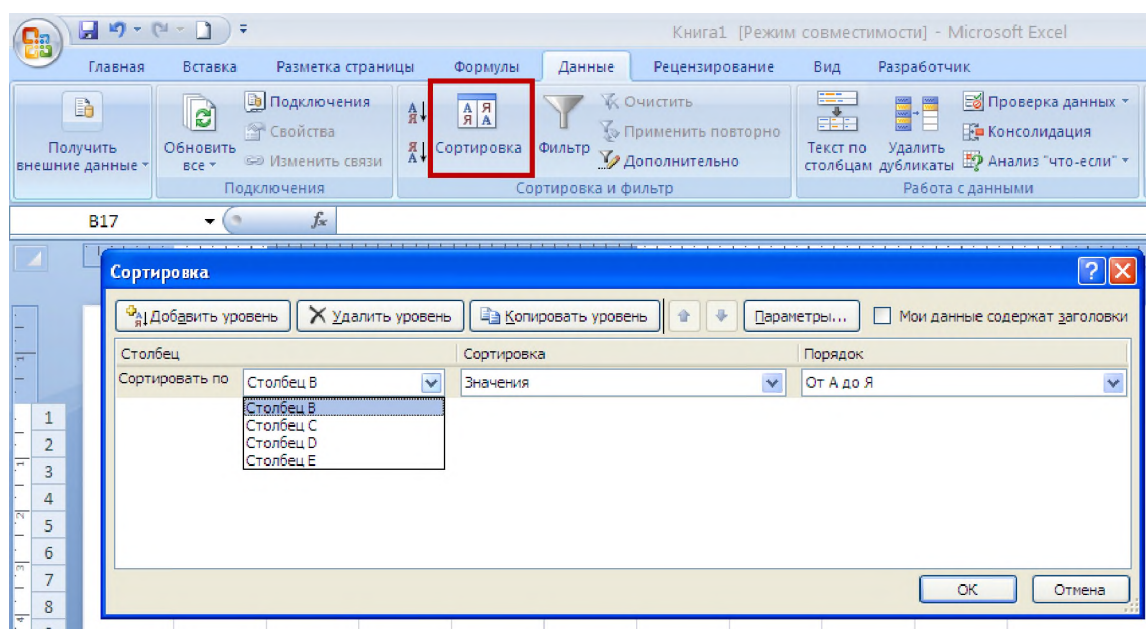 Книга1 [Режим совместимости] - Microsoft Excel
Главная Вставка Разметка страницы Формулы Данные Рецензирование Вид Разработчик
Получить внешние данные
Обновить все
Подключения
Свойства
Изменить связи
Подключения
А Я
Я А
Сортировка
Фильтр
Очистить
Применить повторно
Дополнительно
Сортировка и фильтр
Текст по столбцам
Удалить дубликаты
Проверка данных
Консолидация
Анализ "что-если"
Работа с данными
B17
fx
Сортировка
Добавить уровень Удалить уровень Копировать уровень Параметры... Мои данные содержат заголовки
Столбец Сортировка Порядок
Сортировать по Столбец B Значения От А до Я
Столбец B
Столбец C
Столбец D
Столбец E
1
2
3
4
5
6
7
8
ОК Отмена